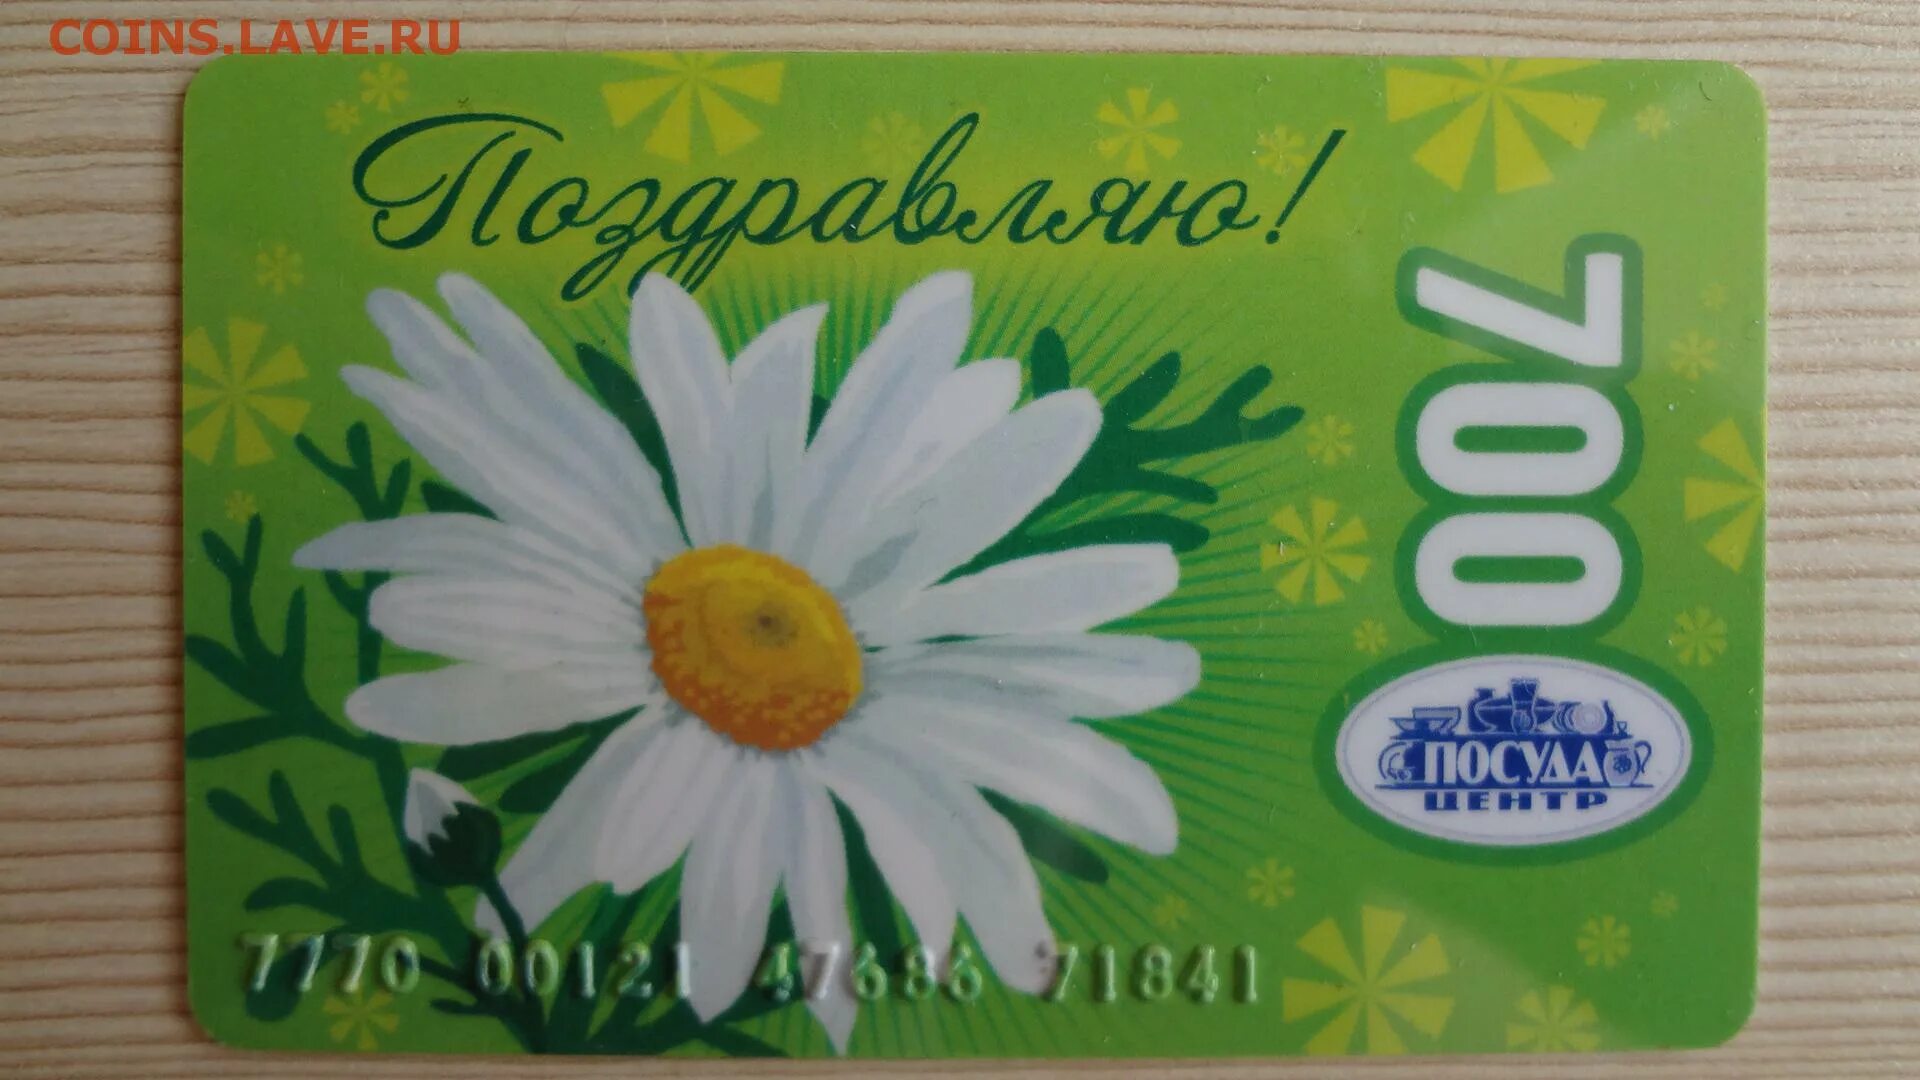 COINS.LAVE.RU
Поздравляю!
700
ПОСУДА
ЦЕНТР
7770 00121 47686 71841